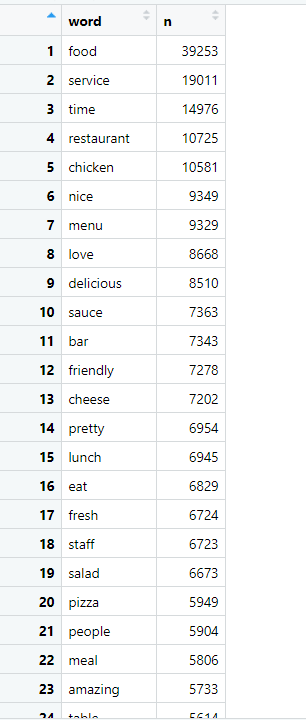 word n
1 food 39253
2 service 19011
3 time 14976
4 restaurant 10725
5 chicken 10581
6 nice 9349
7 menu 9329
8 love 8668
9 delicious 8510
10 sauce 7363
11 bar 7343
12 friendly 7278
13 cheese 7202
14 pretty 6954
15 lunch 6945
16 eat 6829
17 fresh 6724
18 staff 6723
19 salad 6673
20 pizza 5949
21 people 5904
22 meal 5806
23 amazing 5733
24 table 5614